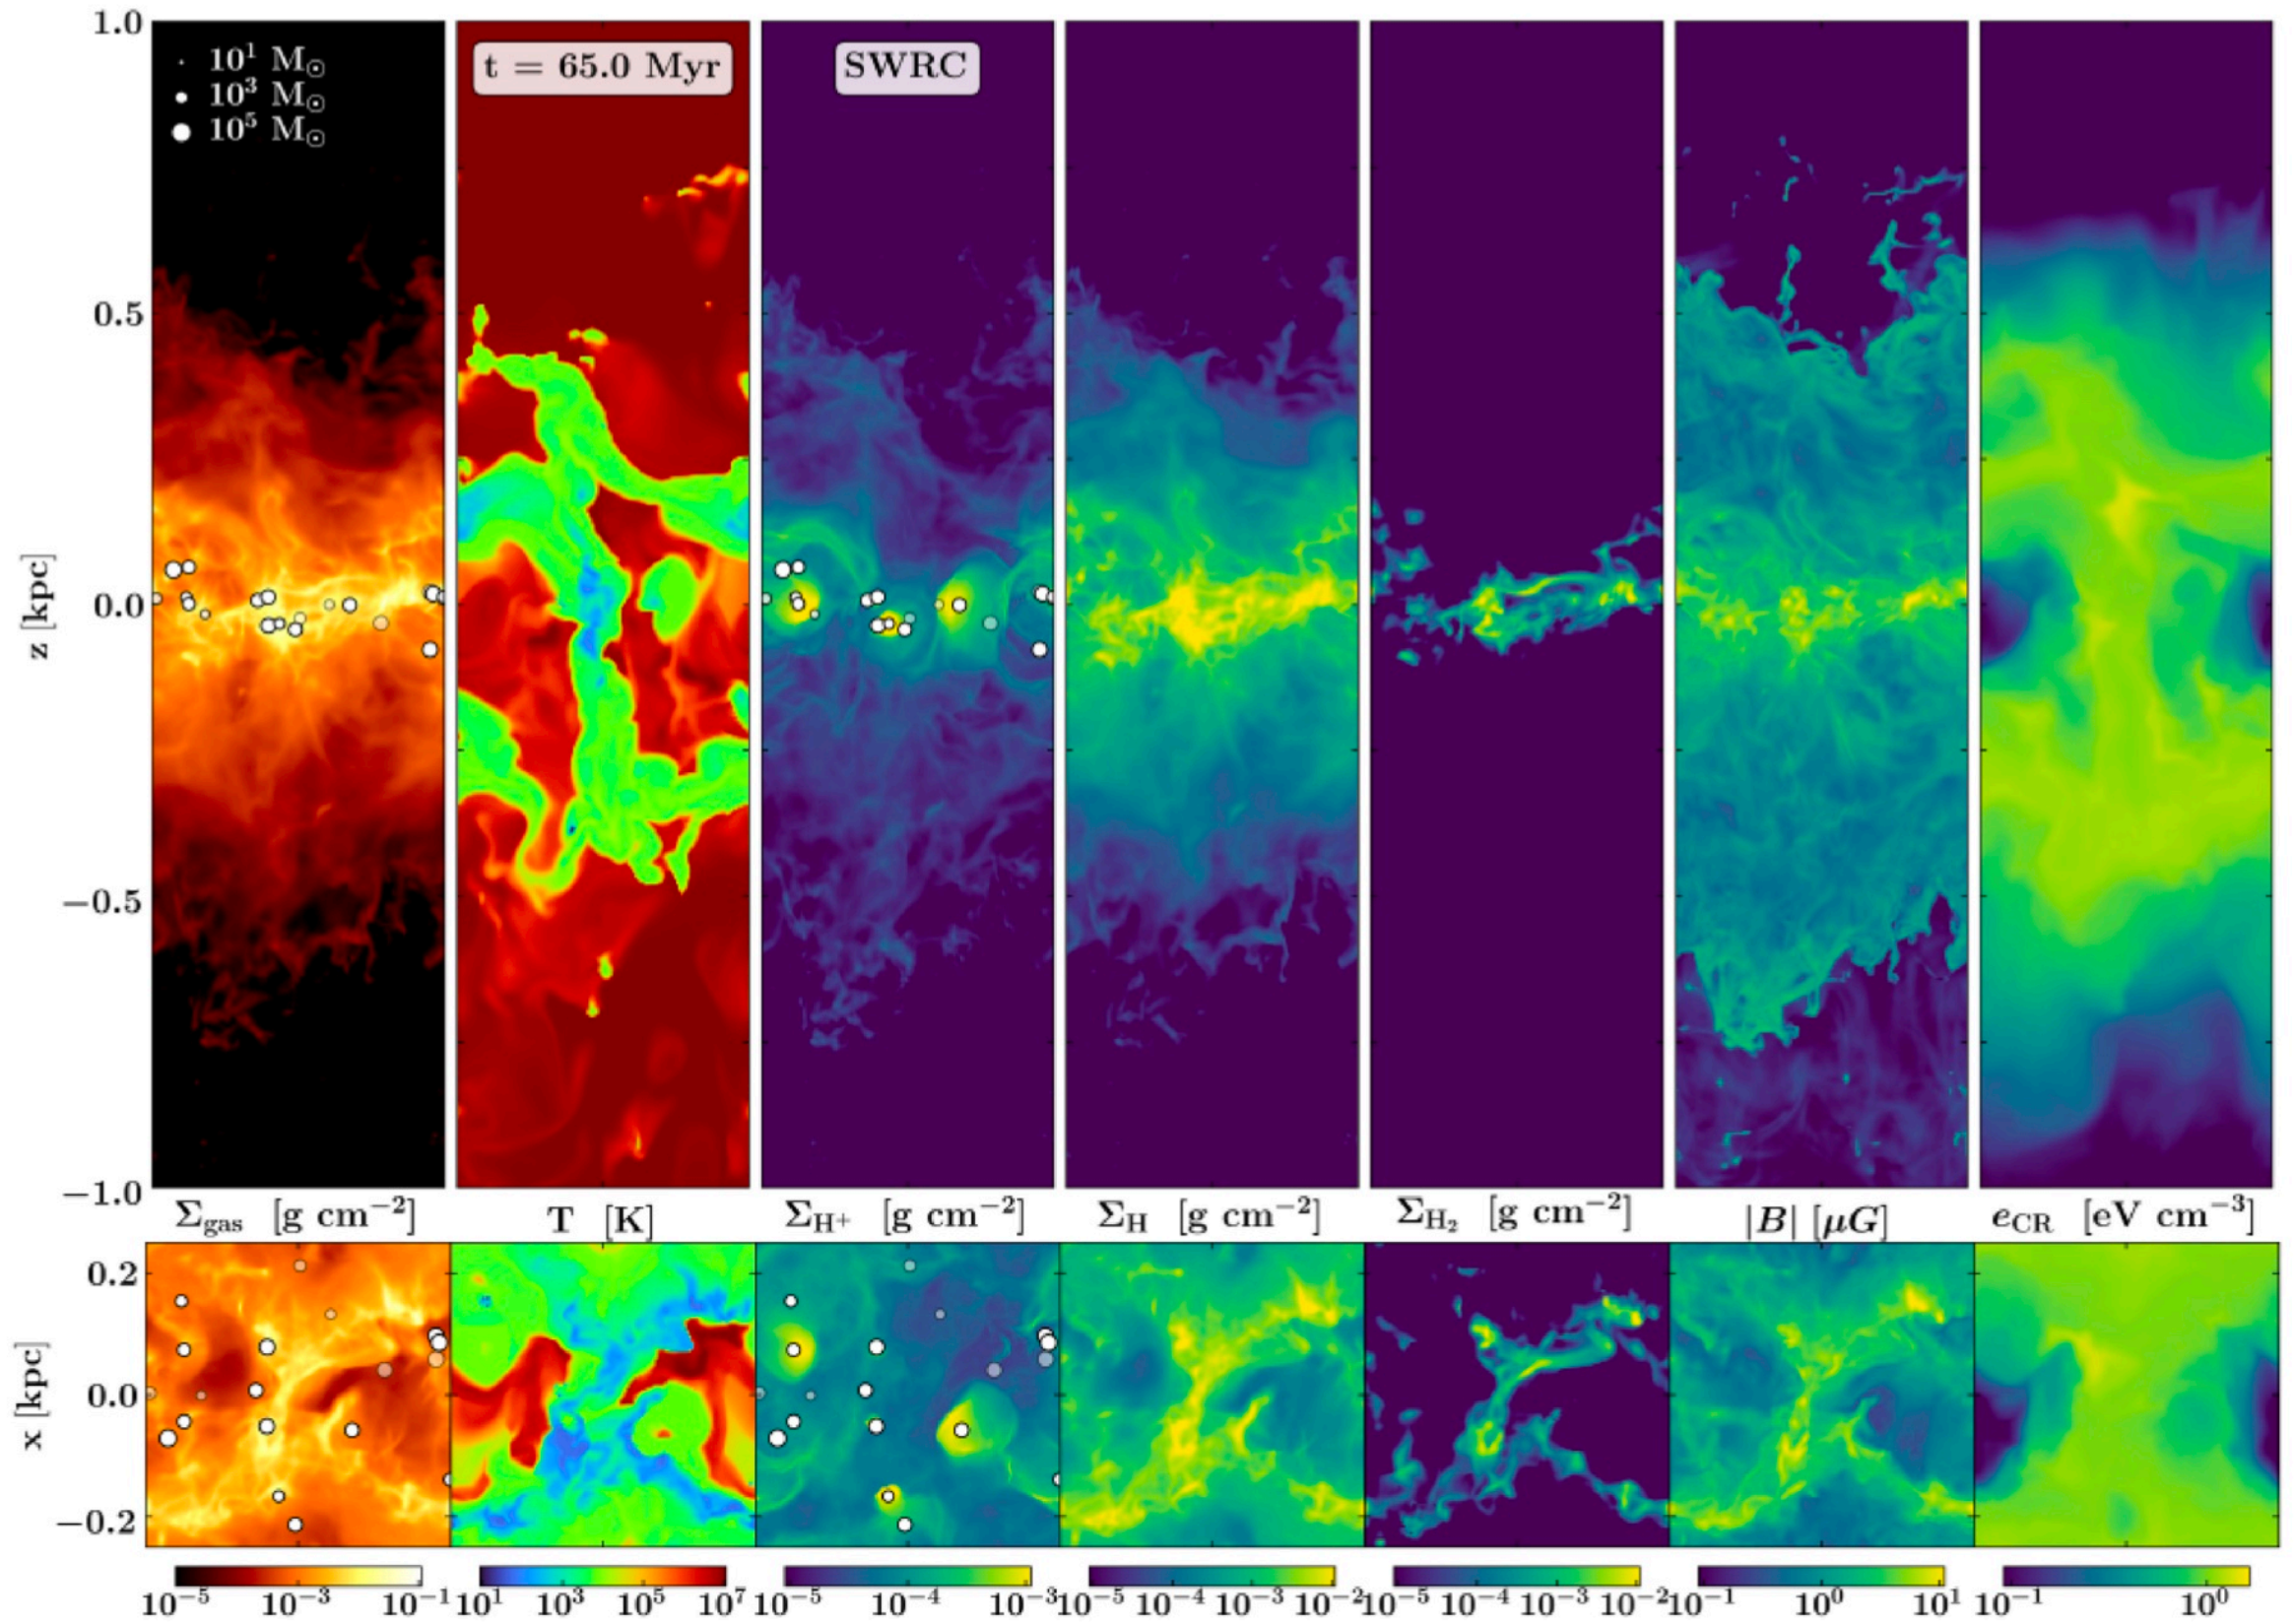 1.0
10¹ M☉
10³ M☉
10⁵ M☉
t = 65.0 Myr
SWRC
0.5
0.0
z [kpc]
−0.5
−1.0
Σgas [g cm⁻²]
T [K]
ΣH⁺ [g cm⁻²]
ΣH [g cm⁻²]
ΣH₂ [g cm⁻²]
|B| [μG]
eCR [eV cm⁻³]
0.2
0.0
x [kpc]
−0.2
10⁻⁵ 10⁻³ 10⁻¹ 10¹ 10³ 10⁵ 10⁷ 10⁻⁵ 10⁻⁴ 10⁻³ 10⁻⁵ 10⁻⁴ 10⁻³ 10⁻² 10⁻⁵ 10⁻⁴ 10⁻³ 10⁻² 10⁻¹ 10⁰ 10¹ 10⁻¹ 10⁰